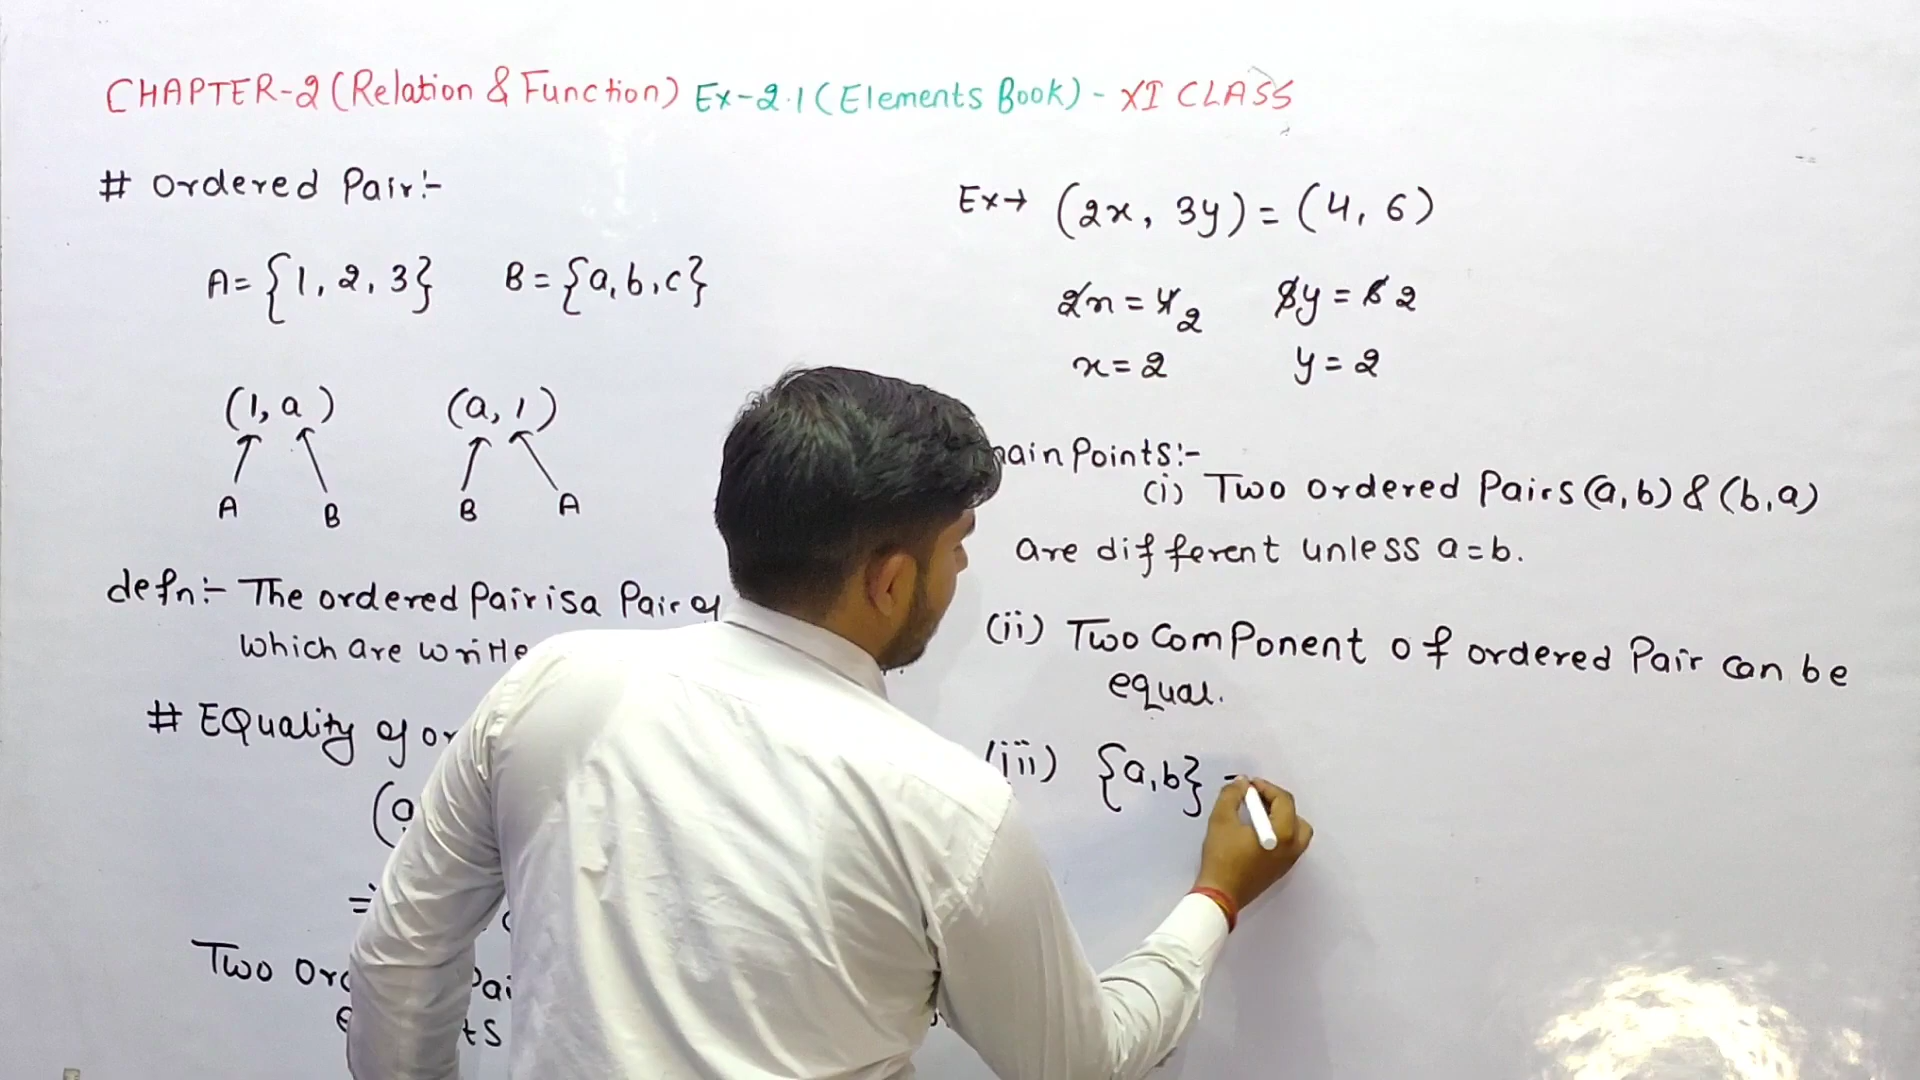 CHAPTER-2 (Relation & Function) Ex-2.1 (Elements Book) - XI CLASS
# Ordered Pair:-
A = {1, 2, 3} B = {a, b, c}
(1, a) (a, 1)
A B B A
defn:- The ordered Pair is a Pair of
which are writte
# EQuality of or
(a
=
Two Ord Pai
ts
Ex→ (2x, 3y) = (4, 6)
2x = 4 2 3y = 6 2
x = 2 y = 2
main Points:-
(i) Two ordered Pairs (a, b) & (b, a)
are different unless a = b.
(ii) Two Component of ordered Pair can be
equal.
(iii) {a, b}